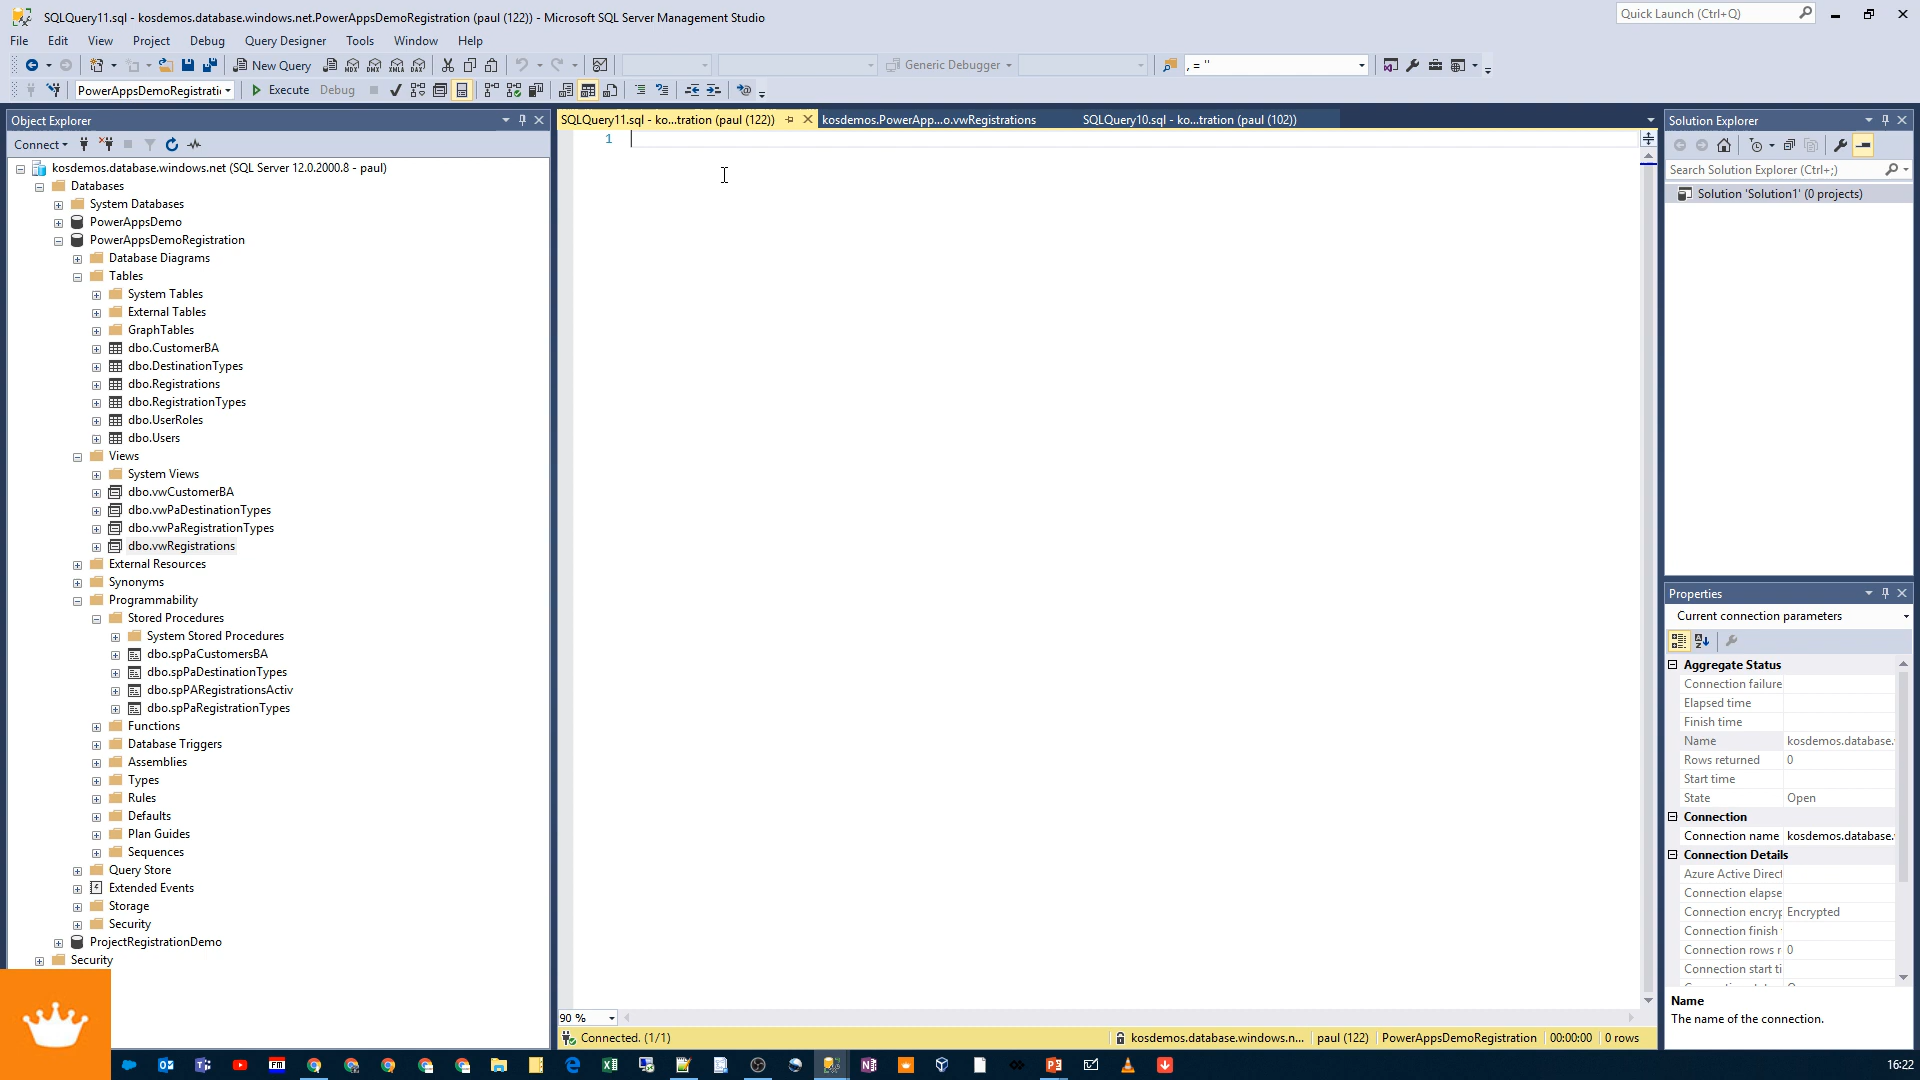 SQLQuery11.sql - kosdemos.database.windows.net.PowerAppsDemoRegistration (paul (122)) - Microsoft SQL Server Management Studio
Quick Launch (Ctrl+Q)
File Edit View Project Debug Query Designer Tools Window Help
New Query
MDX DMX XMLA DAX
Generic Debugger
, = ''
PowerAppsDemoRegistrati
Execute Debug
Object Explorer
SQLQuery11.sql - ko...tration (paul (122))
kosdemos.PowerApp...o.vwRegistrations
SQLQuery10.sql - ko...tration (paul (102))
Solution Explorer
Connect
1
Search Solution Explorer (Ctrl+;)
Solution 'Solution1' (0 projects)
kosdemos.database.windows.net (SQL Server 12.0.2000.8 - paul)
Databases
System Databases
PowerAppsDemo
PowerAppsDemoRegistration
Database Diagrams
Tables
System Tables
External Tables
GraphTables
dbo.CustomerBA
dbo.DestinationTypes
dbo.Registrations
dbo.RegistrationTypes
dbo.UserRoles
dbo.Users
Views
System Views
dbo.vwCustomerBA
dbo.vwPaDestinationTypes
dbo.vwPaRegistrationTypes
dbo.vwRegistrations
External Resources
Synonyms
Programmability
Stored Procedures
System Stored Procedures
dbo.spPaCustomersBA
dbo.spPaDestinationTypes
dbo.spPARegistrationsActiv
dbo.spPaRegistrationTypes
Functions
Database Triggers
Assemblies
Types
Rules
Defaults
Plan Guides
Sequences
Query Store
Extended Events
Storage
Security
ProjectRegistrationDemo
Security
Properties
Current connection parameters
Aggregate Status
Connection failure
Elapsed time
Finish time
Name kosdemos.database.
Rows returned 0
Start time
State Open
Connection
Connection name kosdemos.database.
Connection Details
Azure Active Direct
Connection elapse
Connection encryp Encrypted
Connection finish
Connection rows r 0
Connection start ti
Name
The name of the connection.
90 %
Connected. (1/1)
kosdemos.database.windows.n... paul (122) PowerAppsDemoRegistration 00:00:00 0 rows
FM
16:22